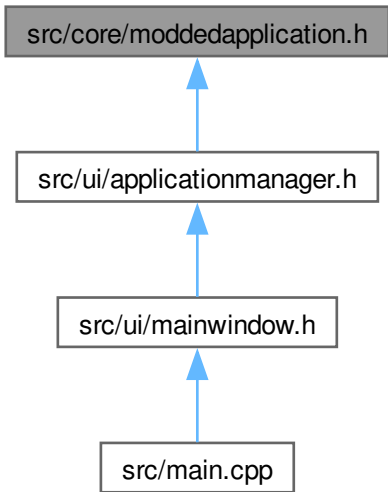 src/core/moddedapplication.h
src/ui/applicationmanager.h
src/ui/mainwindow.h
src/main.cpp